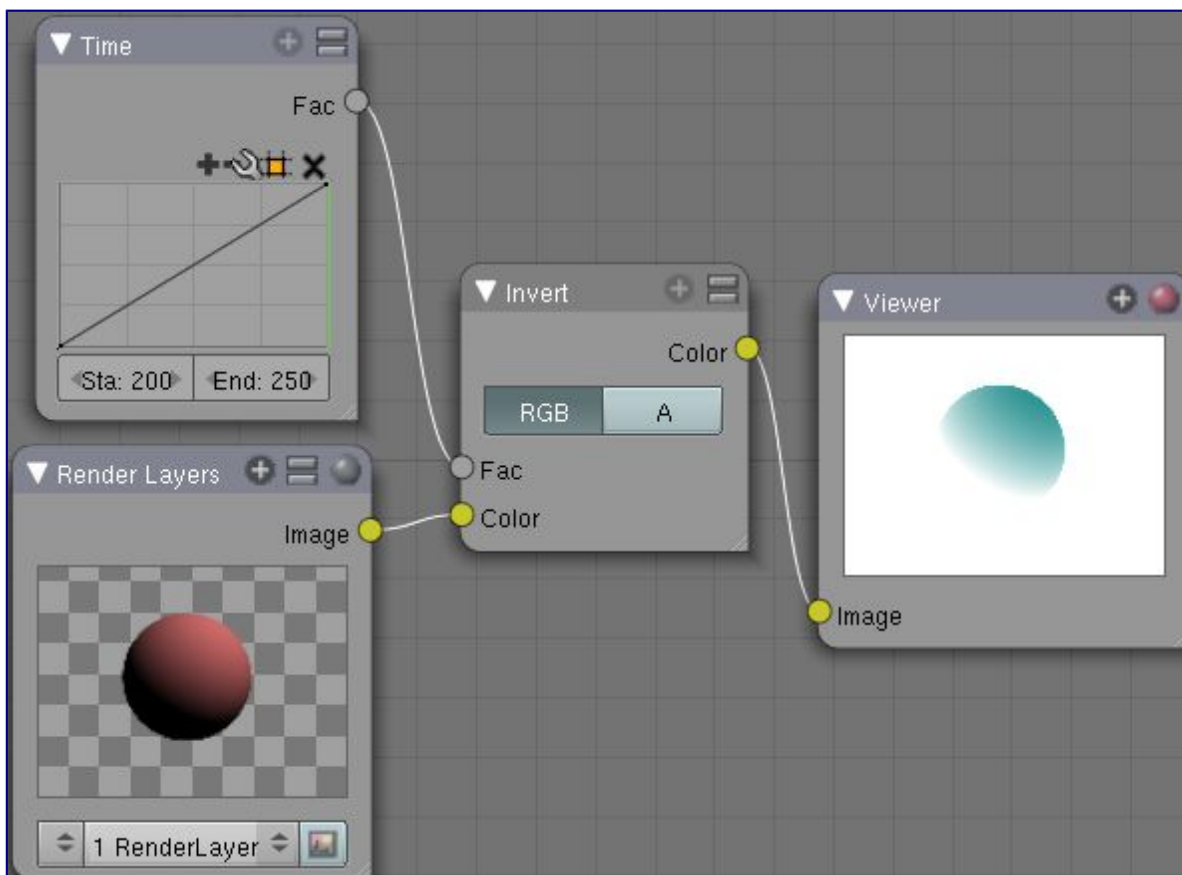 Time
Fac
Sta: 200 End: 250
Render Layers
Image
1 RenderLayer
Invert
Color
RGB A
Fac
Color
Viewer
Image